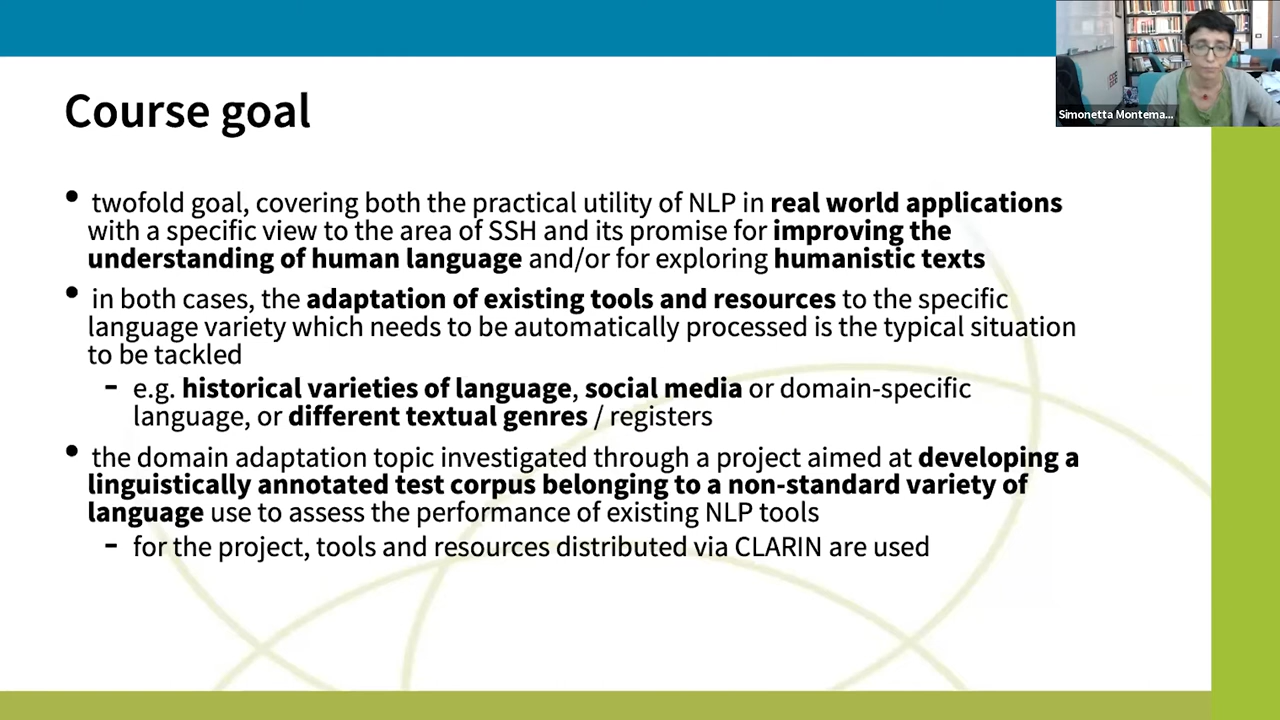 Simonetta Montema...
Course goal
• twofold goal, covering both the practical utility of NLP in real world applications
with a specific view to the area of SSH and its promise for improving the
understanding of human language and/or for exploring humanistic texts
• in both cases, the adaptation of existing tools and resources to the specific
language variety which needs to be automatically processed is the typical situation
to be tackled
- e.g. historical varieties of language, social media or domain-specific
language, or different textual genres / registers
• the domain adaptation topic investigated through a project aimed at developing a
linguistically annotated test corpus belonging to a non-standard variety of
language use to assess the performance of existing NLP tools
- for the project, tools and resources distributed via CLARIN are used